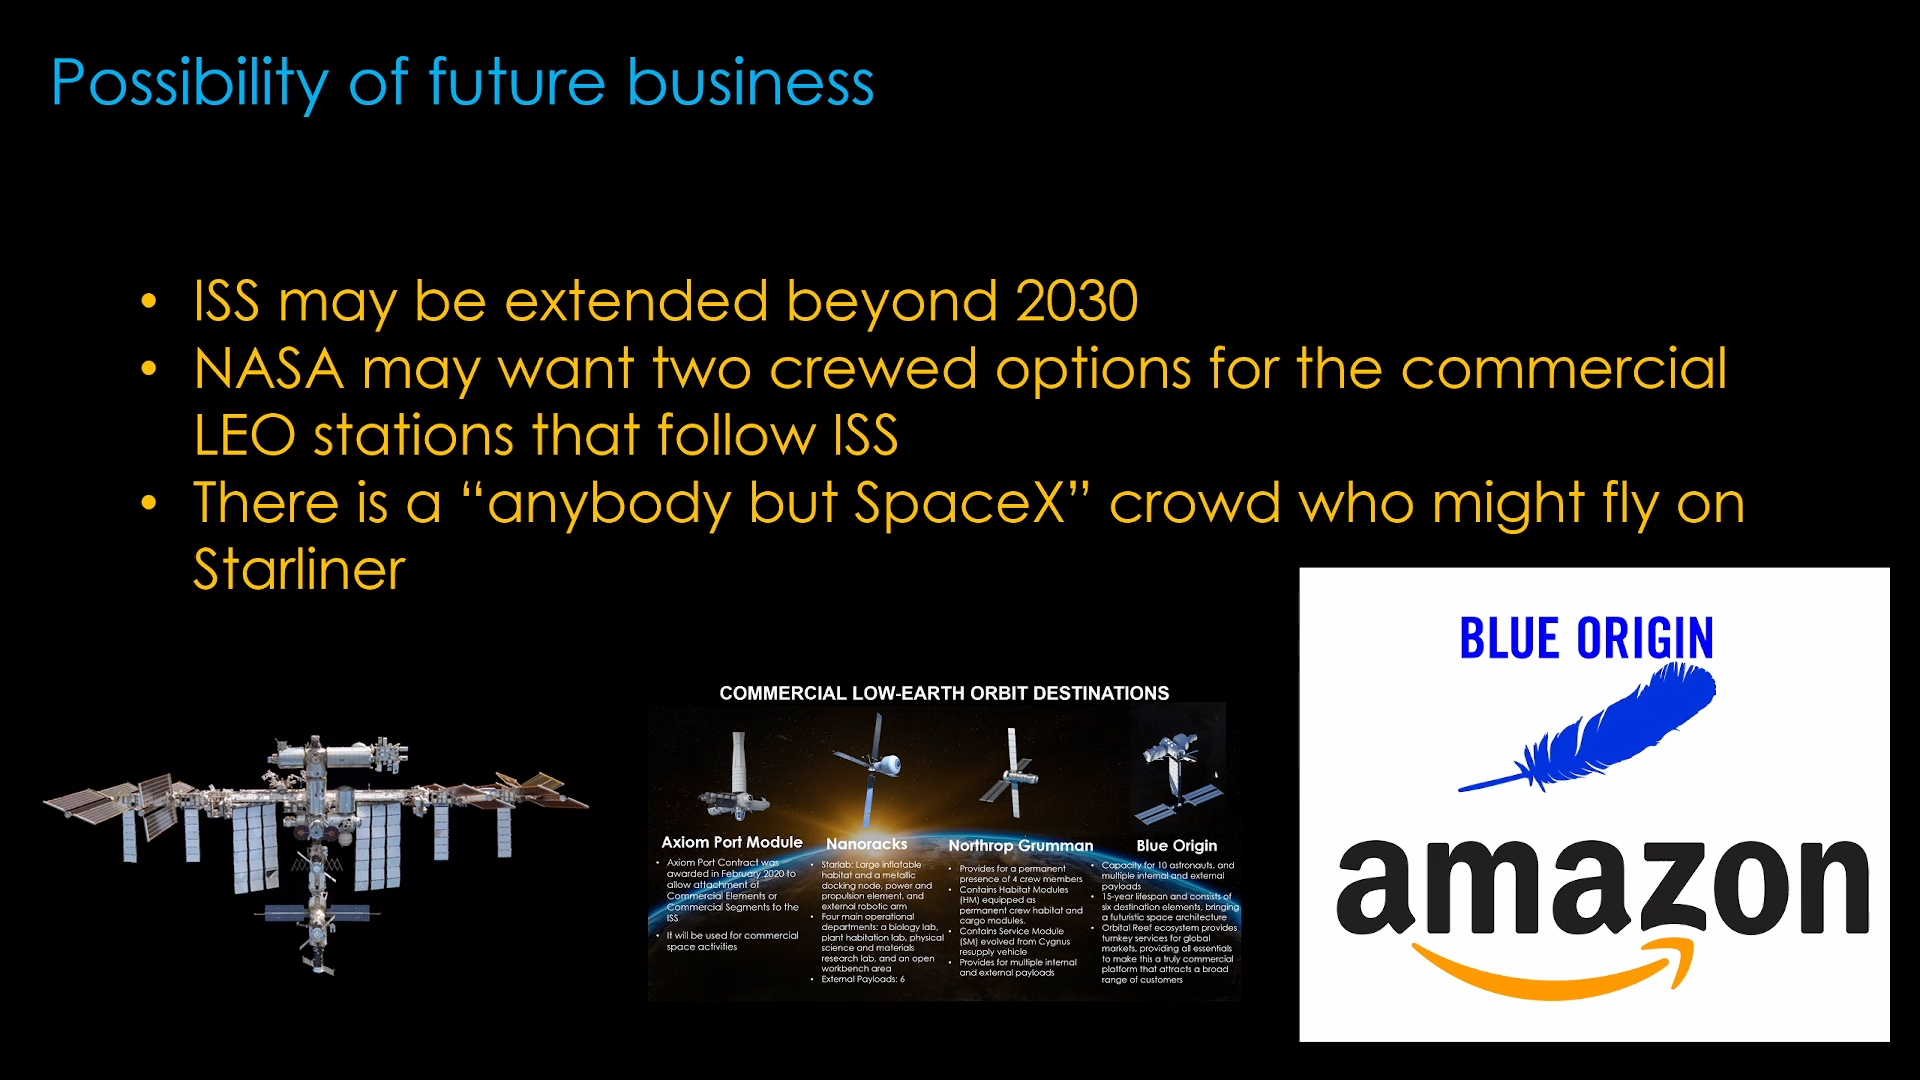 Possibility of future business
• ISS may be extended beyond 2030
• NASA may want two crewed options for the commercial
LEO stations that follow ISS
• There is a “anybody but SpaceX” crowd who might fly on
Starliner
COMMERCIAL LOW-EARTH ORBIT DESTINATIONS
Axiom Port Module
• Axiom Port Contract was
awarded in February 2020 to
allow attachment of
Commercial Elements or
Commercial Segments to the
ISS
• It will be used for commercial
space activities
Nanoracks
• Starlab: Large inflatable
habitat and a metallic
docking node, power and
propulsion element, and
external robotic arm
• Four main operational
departments: a biology lab,
plant habitation lab, physical
science and materials
research lab, and an open
workbench area
• External Payloads: 6
Northrop Grumman
• Provides for a permanent
presence of 4 crew members
• Contains Habitat Modules
(HM) equipped as
permanent crew habitat and
cargo modules.
• Contains Service Module
(SM) evolved from Cygnus
resupply vehicle
• Provides for multiple internal
and external payloads
Blue Origin
• Capacity for 10 astronauts, and
multiple internal and external
payloads
• 15-year lifespan and consists of
six destination elements, bringing
a futuristic space architecture
• Orbital Reef ecosystem provides
turnkey services for global
markets, providing all essentials
to make this a truly commercial
platform that attracts a broad
range of customers
BLUE ORIGIN
amazon